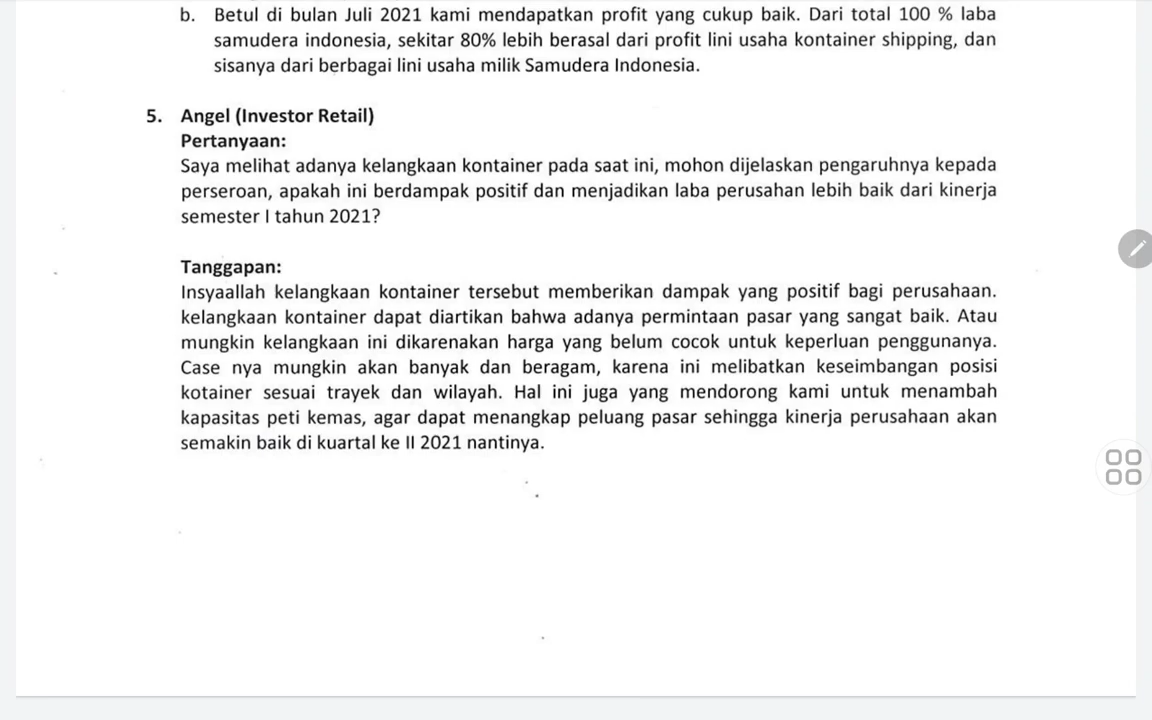 b. Betul di bulan Juli 2021 kami mendapatkan profit yang cukup baik. Dari total 100 % laba
samudera indonesia, sekitar 80% lebih berasal dari profit lini usaha kontainer shipping, dan
sisanya dari berbagai lini usaha milik Samudera Indonesia.
5. Angel (Investor Retail)
Pertanyaan:
Saya melihat adanya kelangkaan kontainer pada saat ini, mohon dijelaskan pengaruhnya kepada
perseroan, apakah ini berdampak positif dan menjadikan laba perusahan lebih baik dari kinerja
semester I tahun 2021?
Tanggapan:
Insyaallah kelangkaan kontainer tersebut memberikan dampak yang positif bagi perusahaan.
kelangkaan kontainer dapat diartikan bahwa adanya permintaan pasar yang sangat baik. Atau
mungkin kelangkaan ini dikarenakan harga yang belum cocok untuk keperluan penggunanya.
Case nya mungkin akan banyak dan beragam, karena ini melibatkan keseimbangan posisi
kotainer sesuai trayek dan wilayah. Hal ini juga yang mendorong kami untuk menambah
kapasitas peti kemas, agar dapat menangkap peluang pasar sehingga kinerja perusahaan akan
semakin baik di kuartal ke II 2021 nantinya.